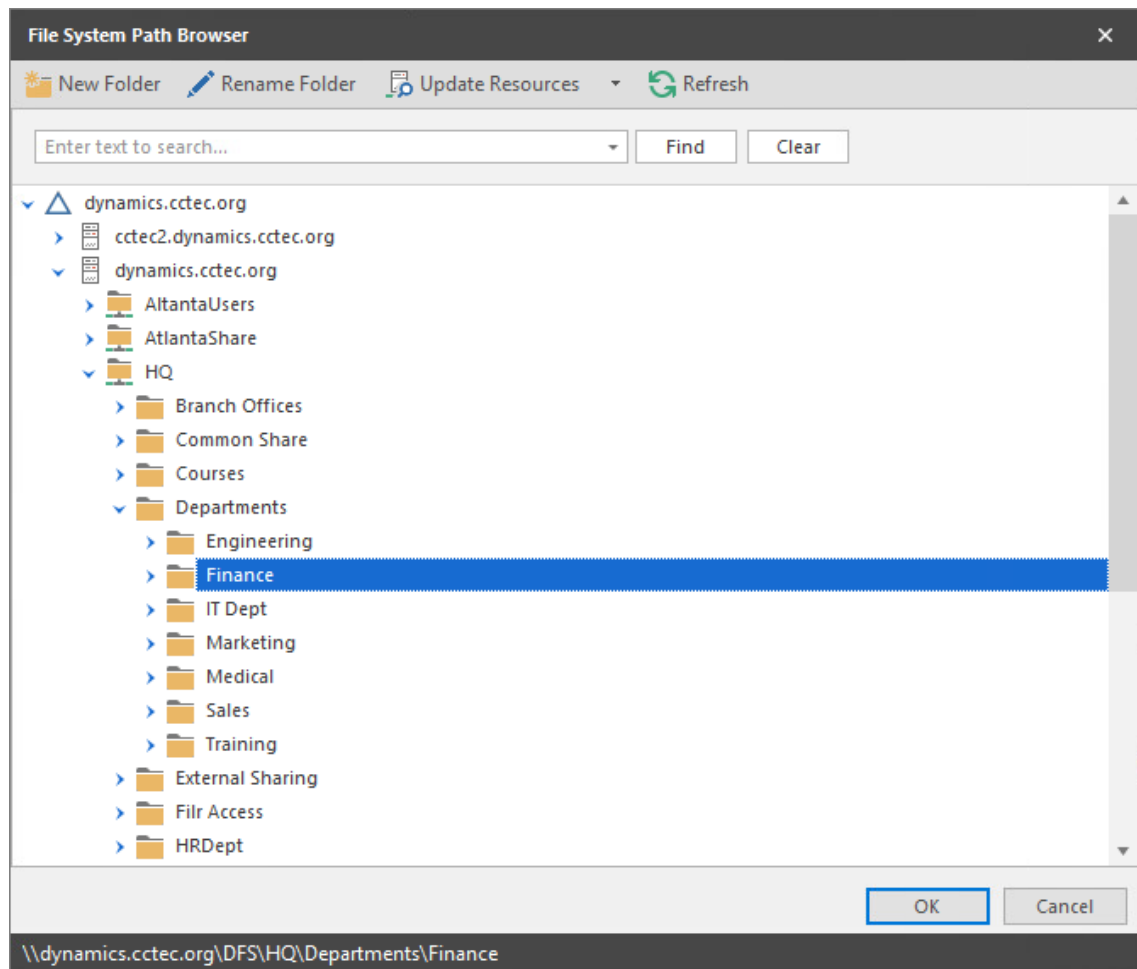 File System Path Browser
New Folder Rename Folder Update Resources Refresh
Enter text to search... Find Clear
dynamics.cctec.org
cctec2.dynamics.cctec.org
dynamics.cctec.org
AltantaUsers
AtlantaShare
HQ
Branch Offices
Common Share
Courses
Departments
Engineering
Finance
IT Dept
Marketing
Medical
Sales
Training
External Sharing
Filr Access
HRDept
OK Cancel
\\dynamics.cctec.org\DFS\HQ\Departments\Finance